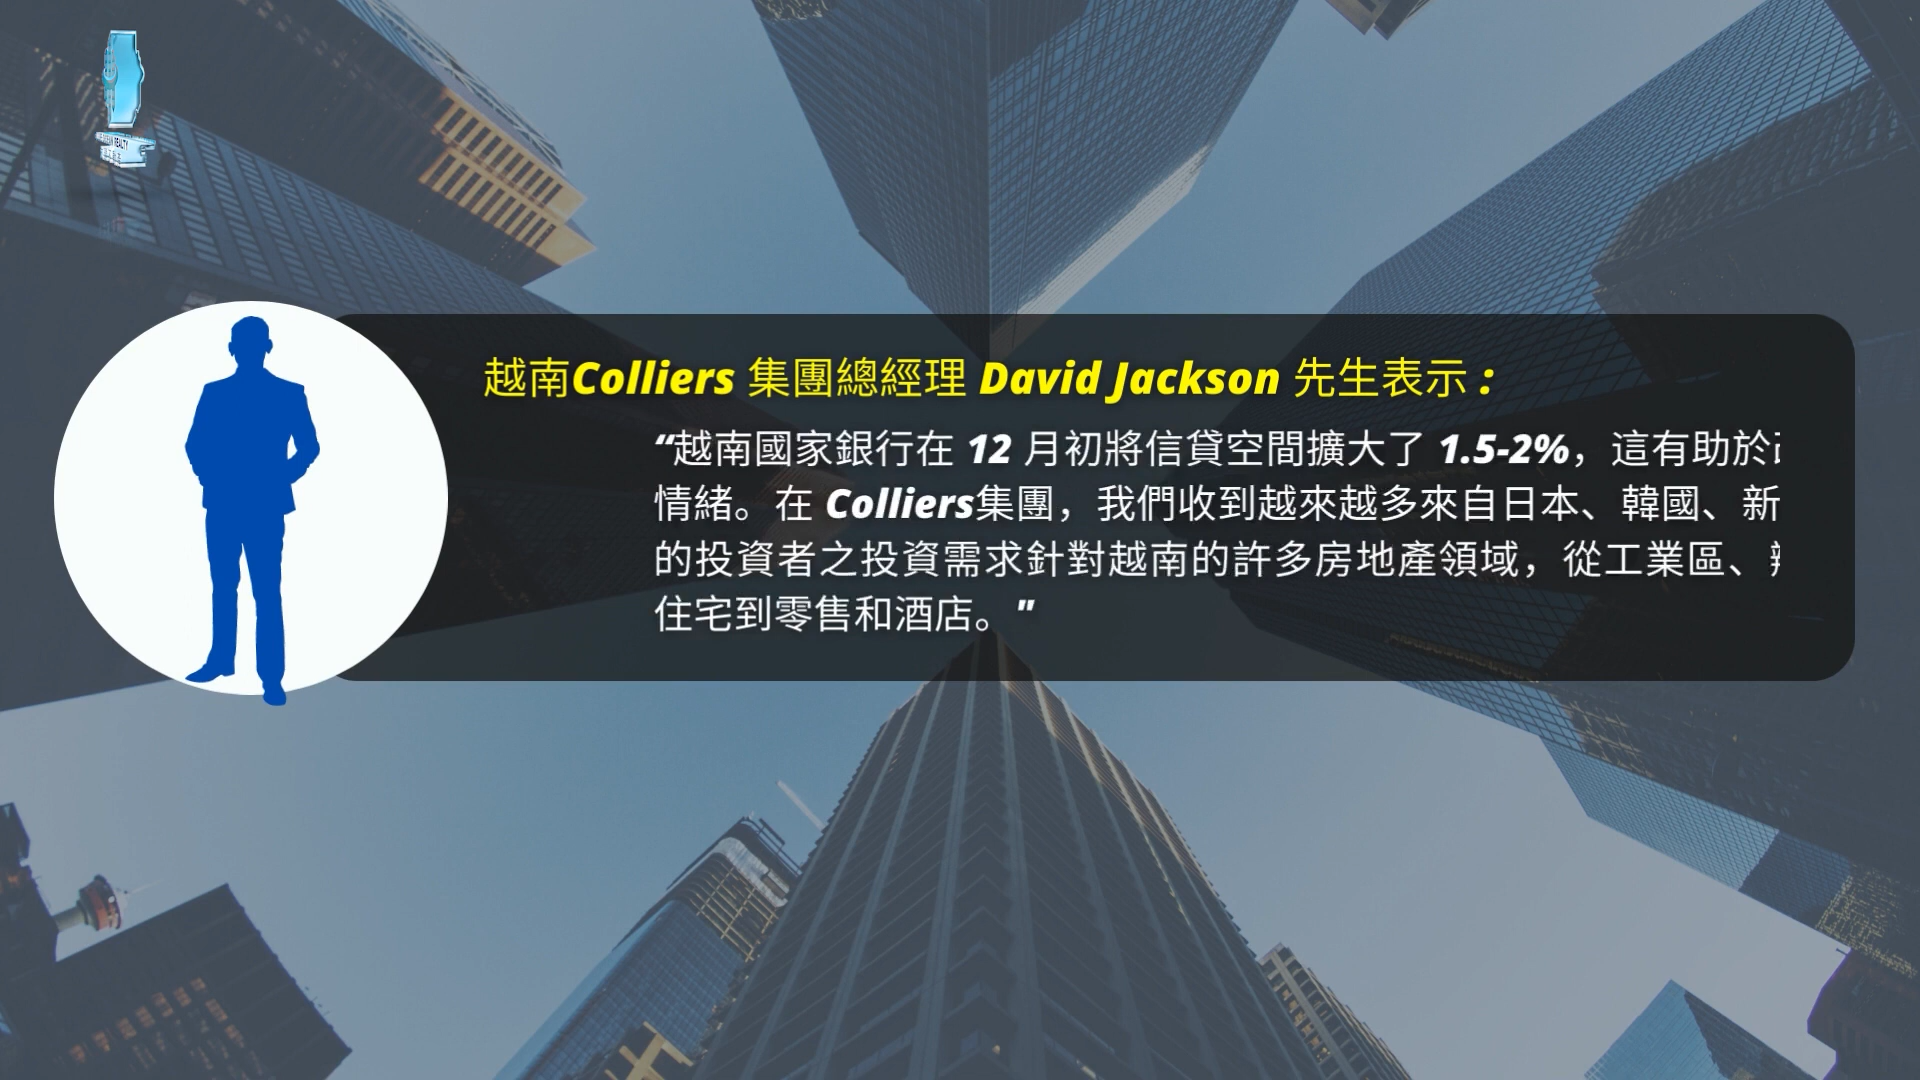 越南Colliers 集團總經理 David Jackson 先生表示 :
“越南國家銀行在 12 月初將信貸空間擴大了 1.5-2%，這有助於
情緒。在 Colliers集團，我們收到越來越多來自日本、韓國、新
的投資者之投資需求針對越南的許多房地產領域，從工業區、
住宅到零售和酒店。"